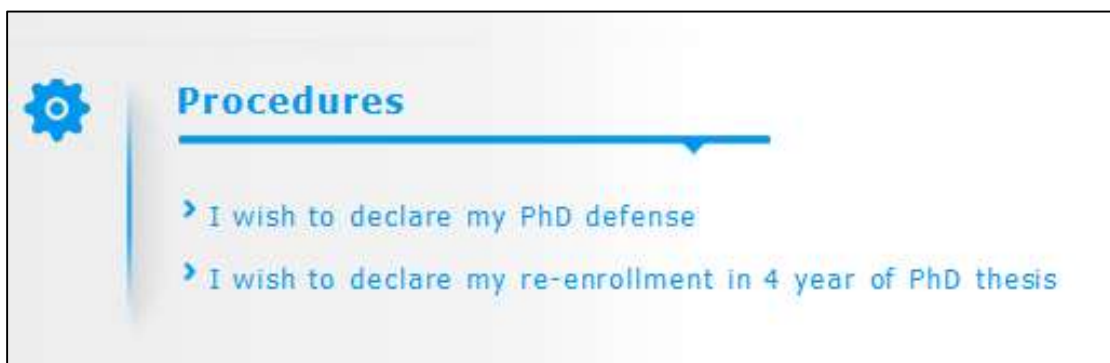 Procedures
I wish to declare my PhD defense
I wish to declare my re-enrollment in 4 year of PhD thesis